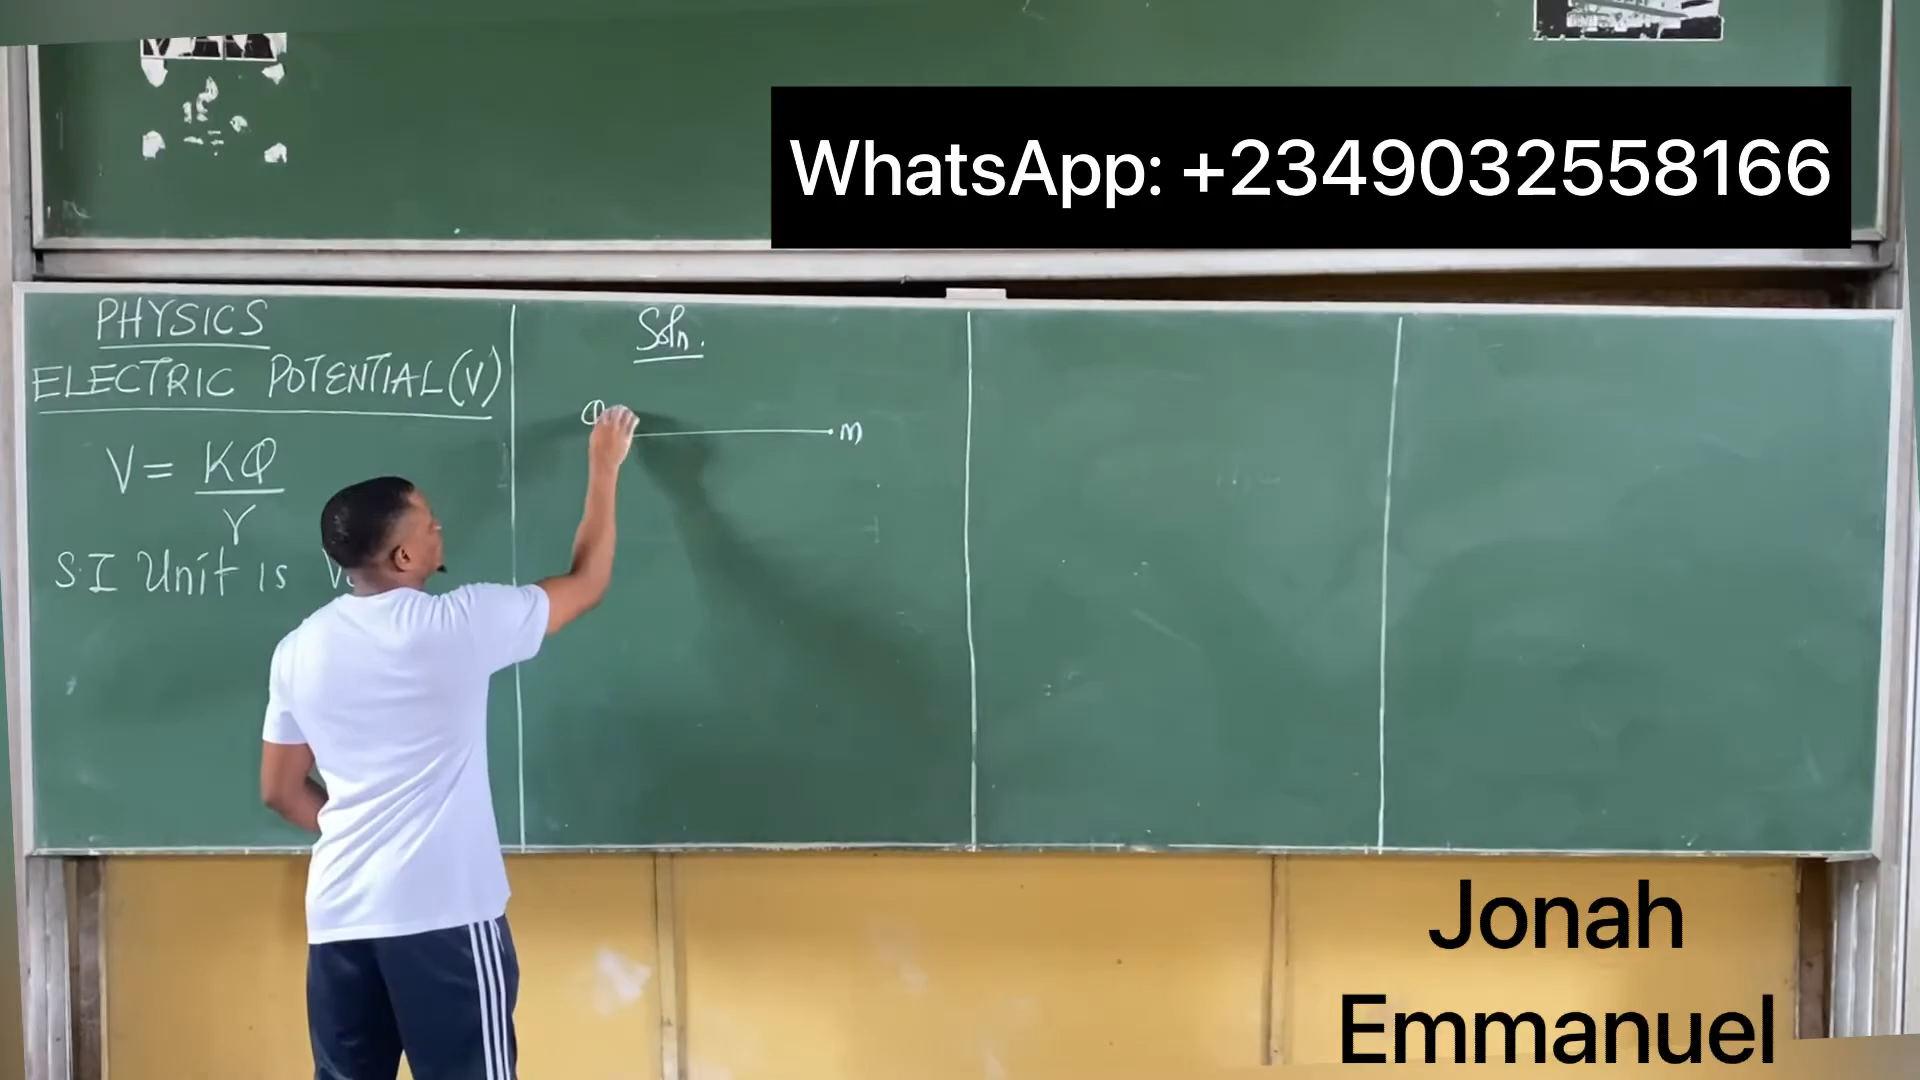 WhatsApp: +2349032558166
PHYSICS
ELECTRIC POTENTIAL (V)
V = KQ
r
S.I Unit is
Soln.
Q
m
Jonah
Emmanuel